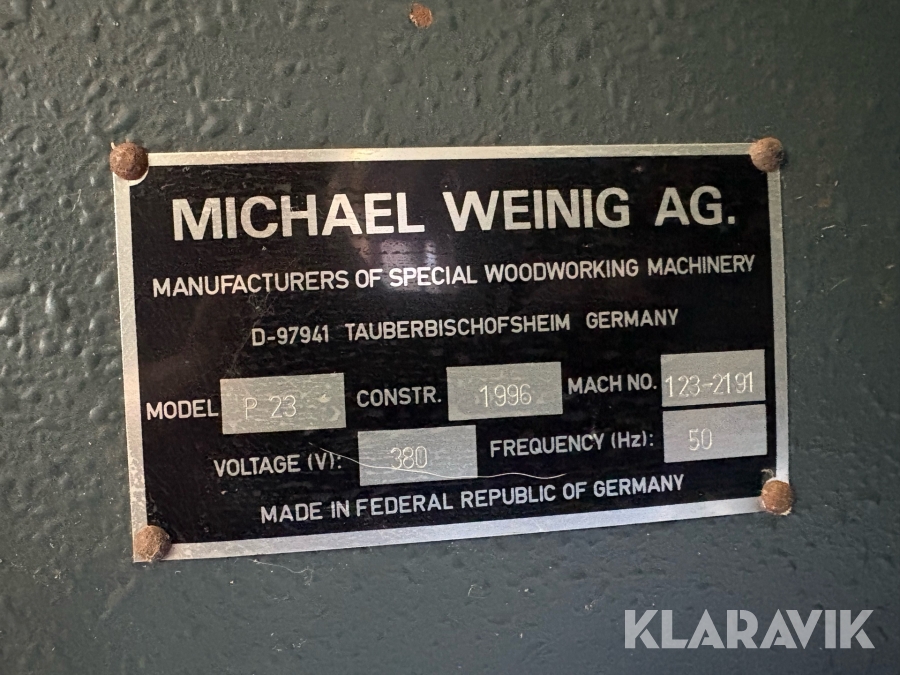 MICHAEL WEINIG AG.
MANUFACTURERS OF SPECIAL WOODWORKING MACHINERY
D-97941 TAUBERBISCHOFSHEIM GERMANY
MODEL P 23 CONSTR. 1996 MACH NO. 123-2191
VOLTAGE (V): 380 FREQUENCY (Hz): 50
MADE IN FEDERAL REPUBLIC OF GERMANY
KLARAVIK